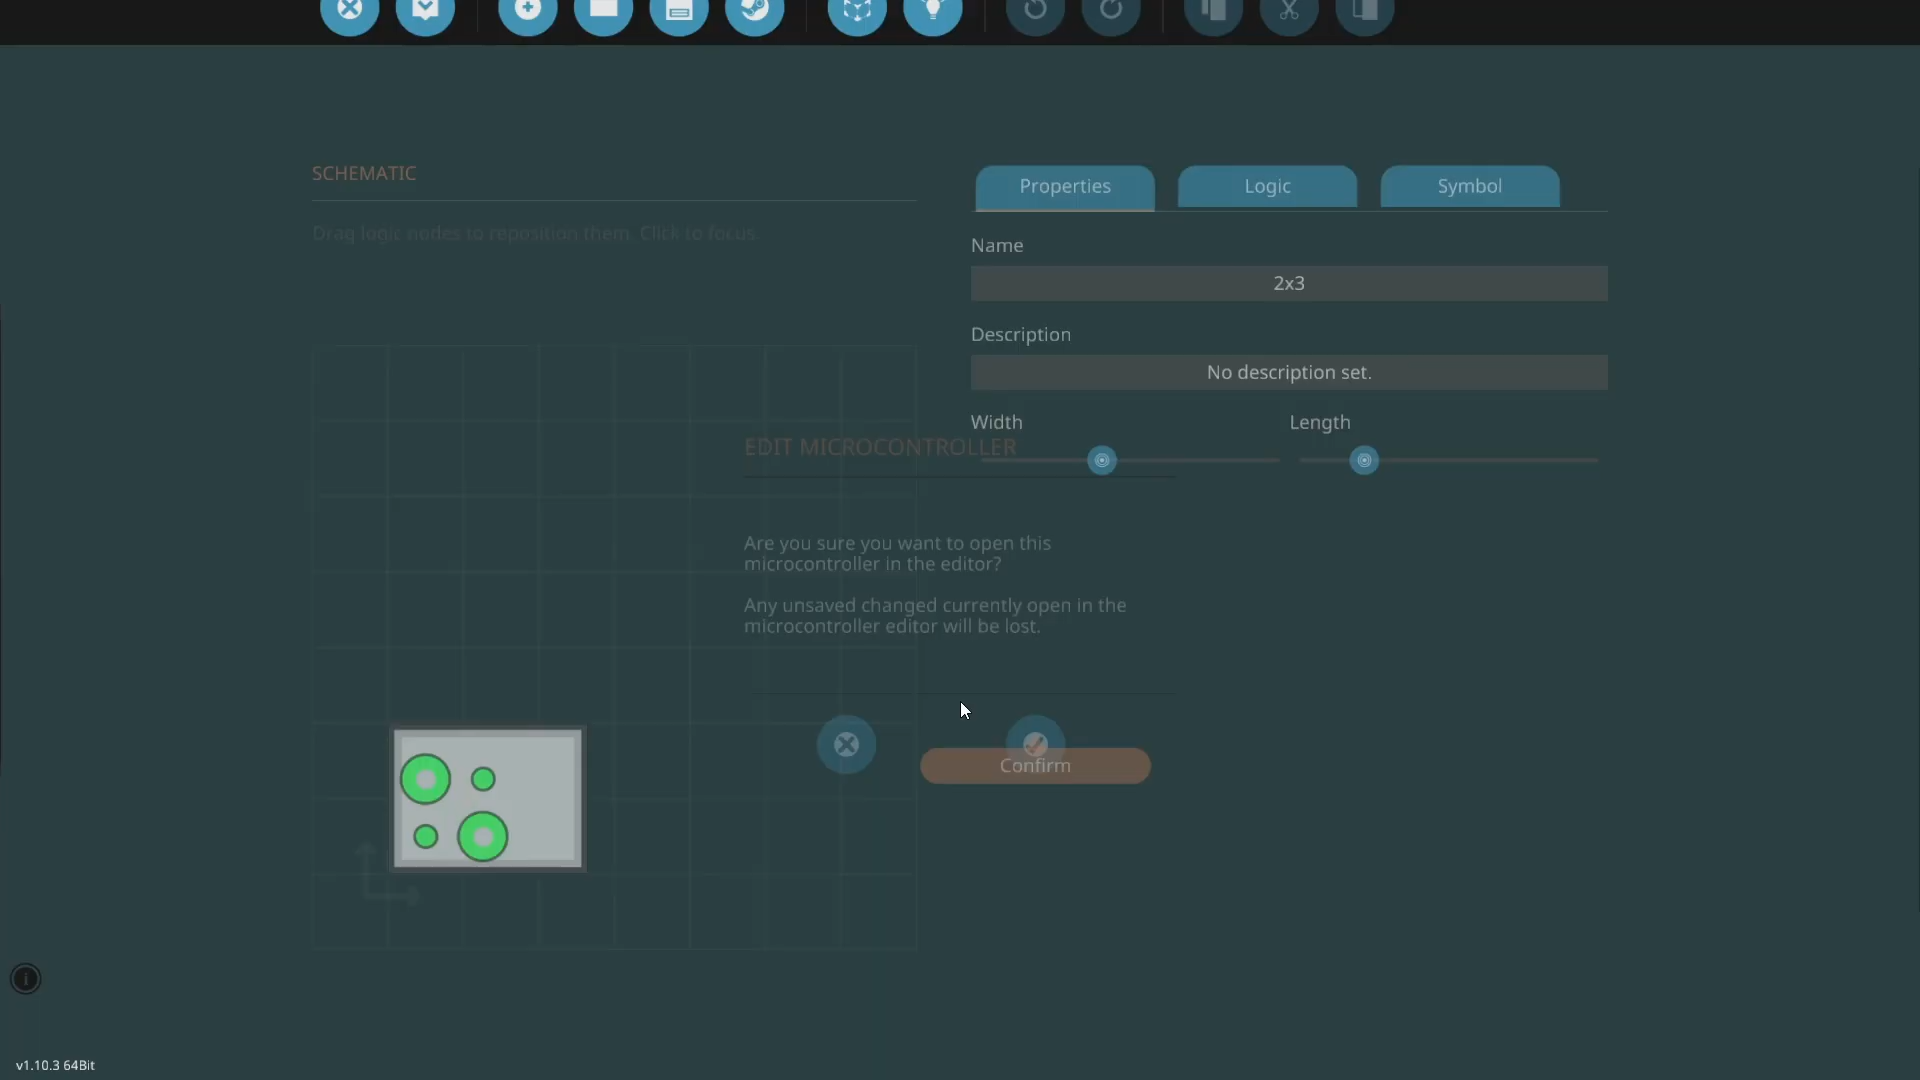 SCHEMATIC
Drag logic nodes to reposition them. Click to focus
Properties
Logic
Symbol
Name
2x3
Description
No description set.
Width
Length
EDIT MICROCONTROLLER
Are you sure you want to open this
microcontroller in the editor?
Any unsaved changed currently open in the
microcontroller editor will be lost.
Confirm
v1.10.3 64Bit